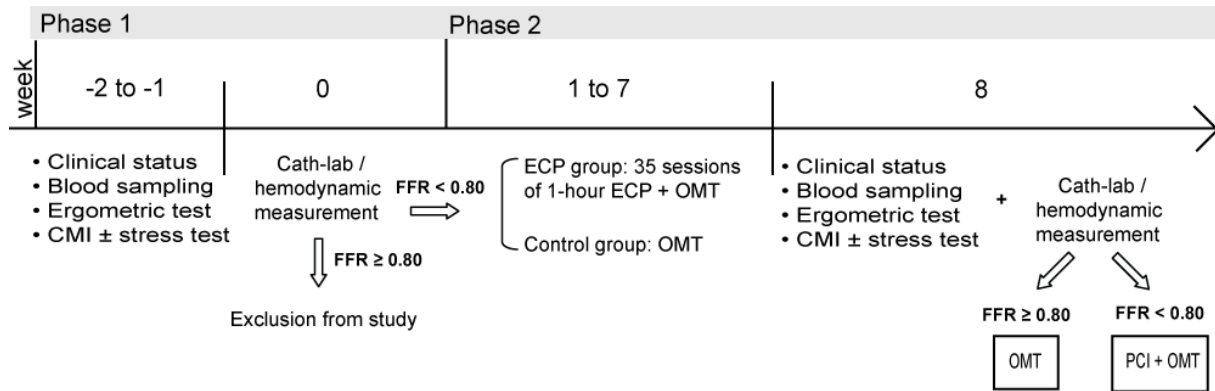 Phase 1
Phase 2
week
-2 to -1
0
1 to 7
8
• Clinical status
• Blood sampling
• Ergometric test
• CMI ± stress test
Cath-lab /
hemodynamic
measurement
FFR < 0.80
FFR ≥ 0.80
Exclusion from study
ECP group: 35 sessions
of 1-hour ECP + OMT
Control group: OMT
• Clinical status
• Blood sampling
• Ergometric test
• CMI ± stress test
+
Cath-lab /
hemodynamic
measurement
FFR ≥ 0.80
FFR < 0.80
OMT
PCI + OMT